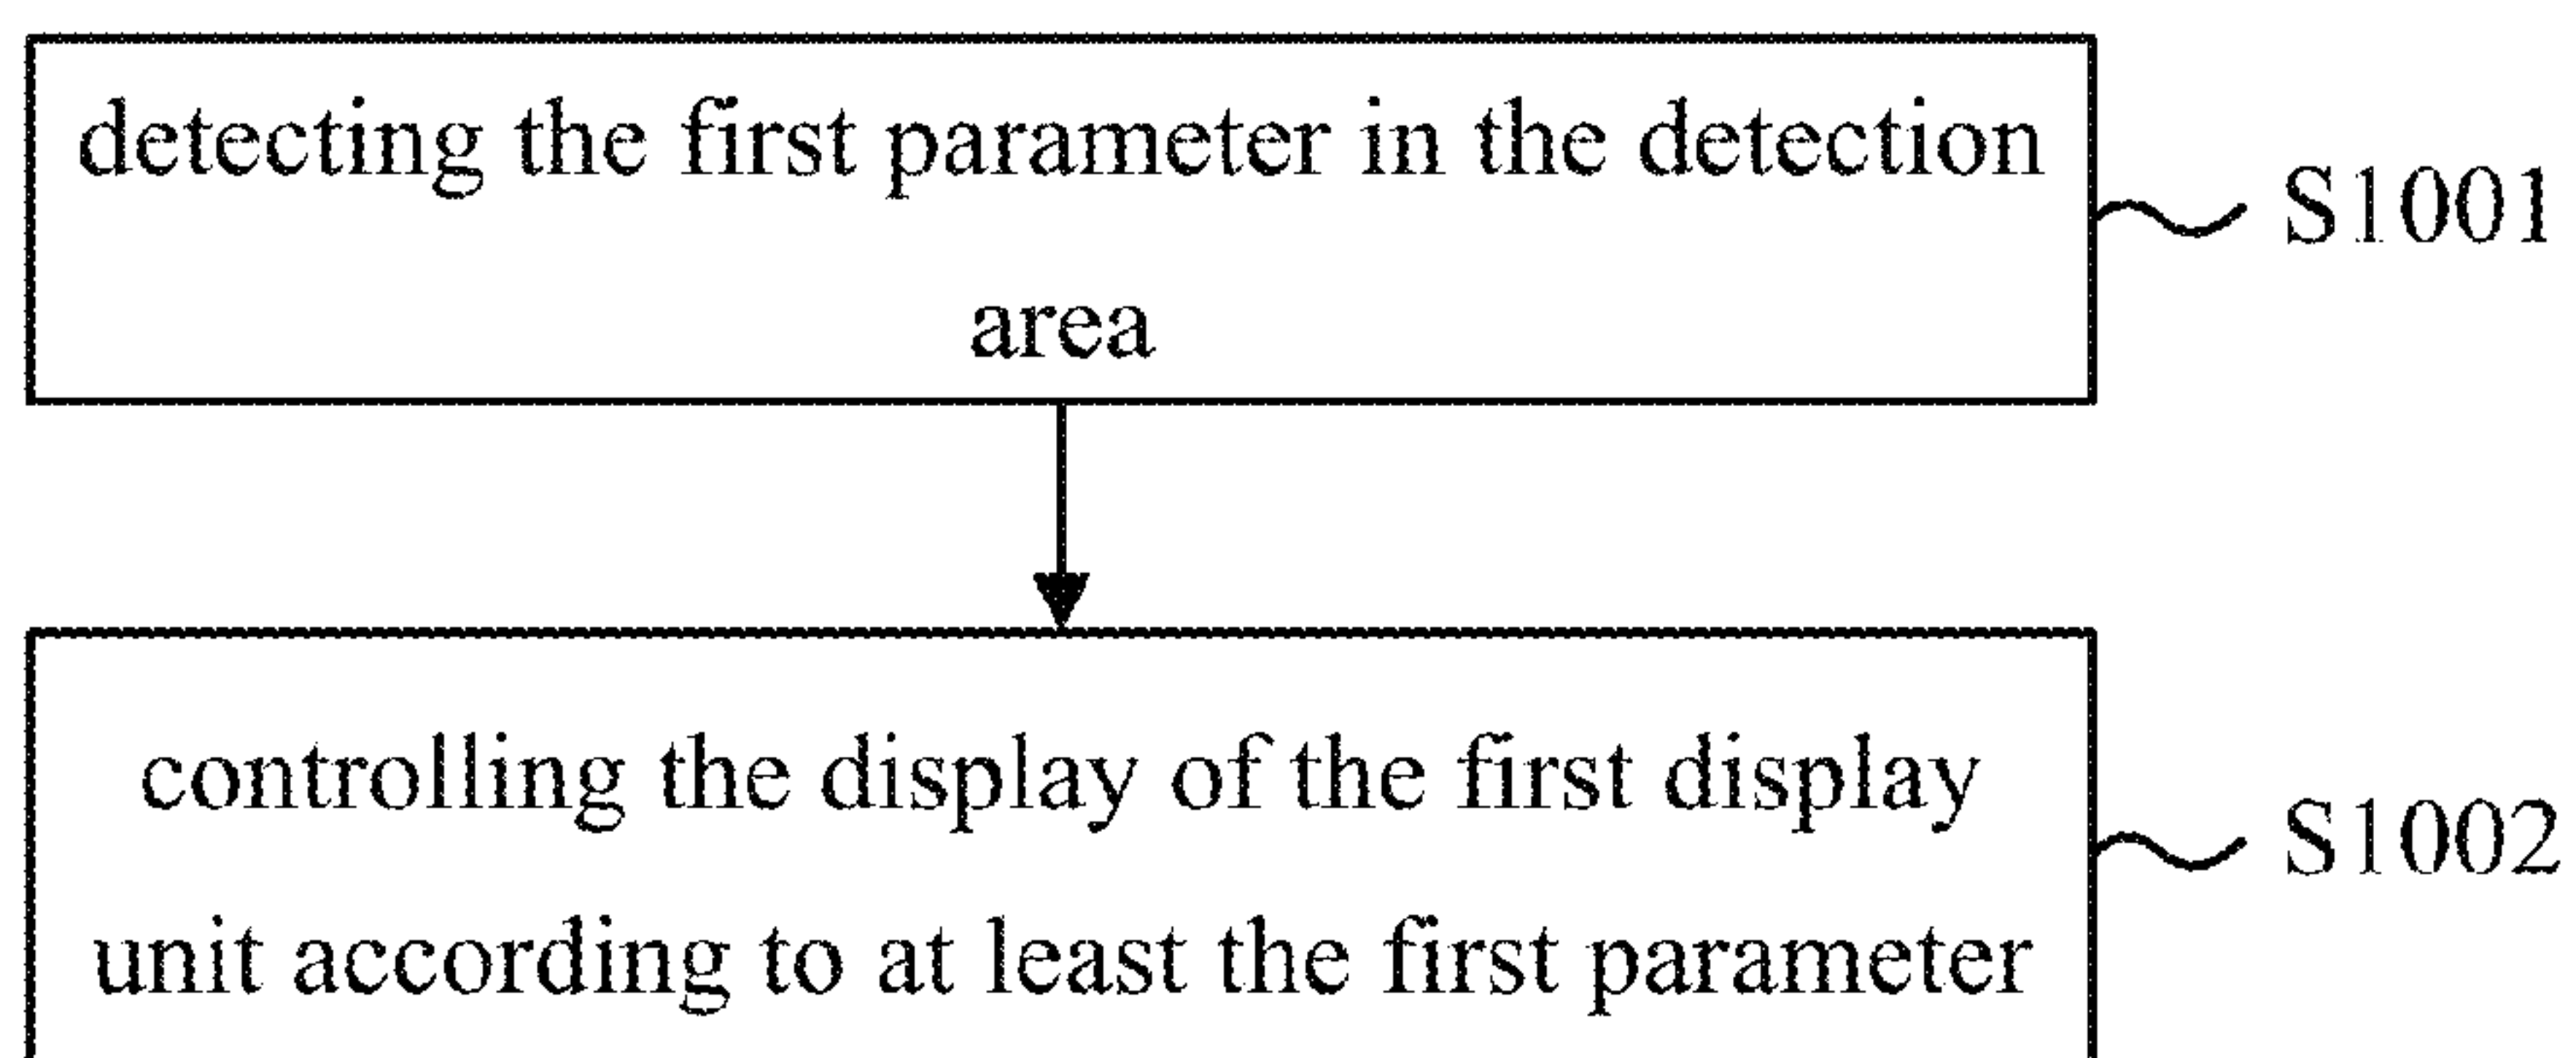 detecting the first parameter in the detection
area
S1001
controlling the display of the first display
unit according to at least the first parameter
S1002